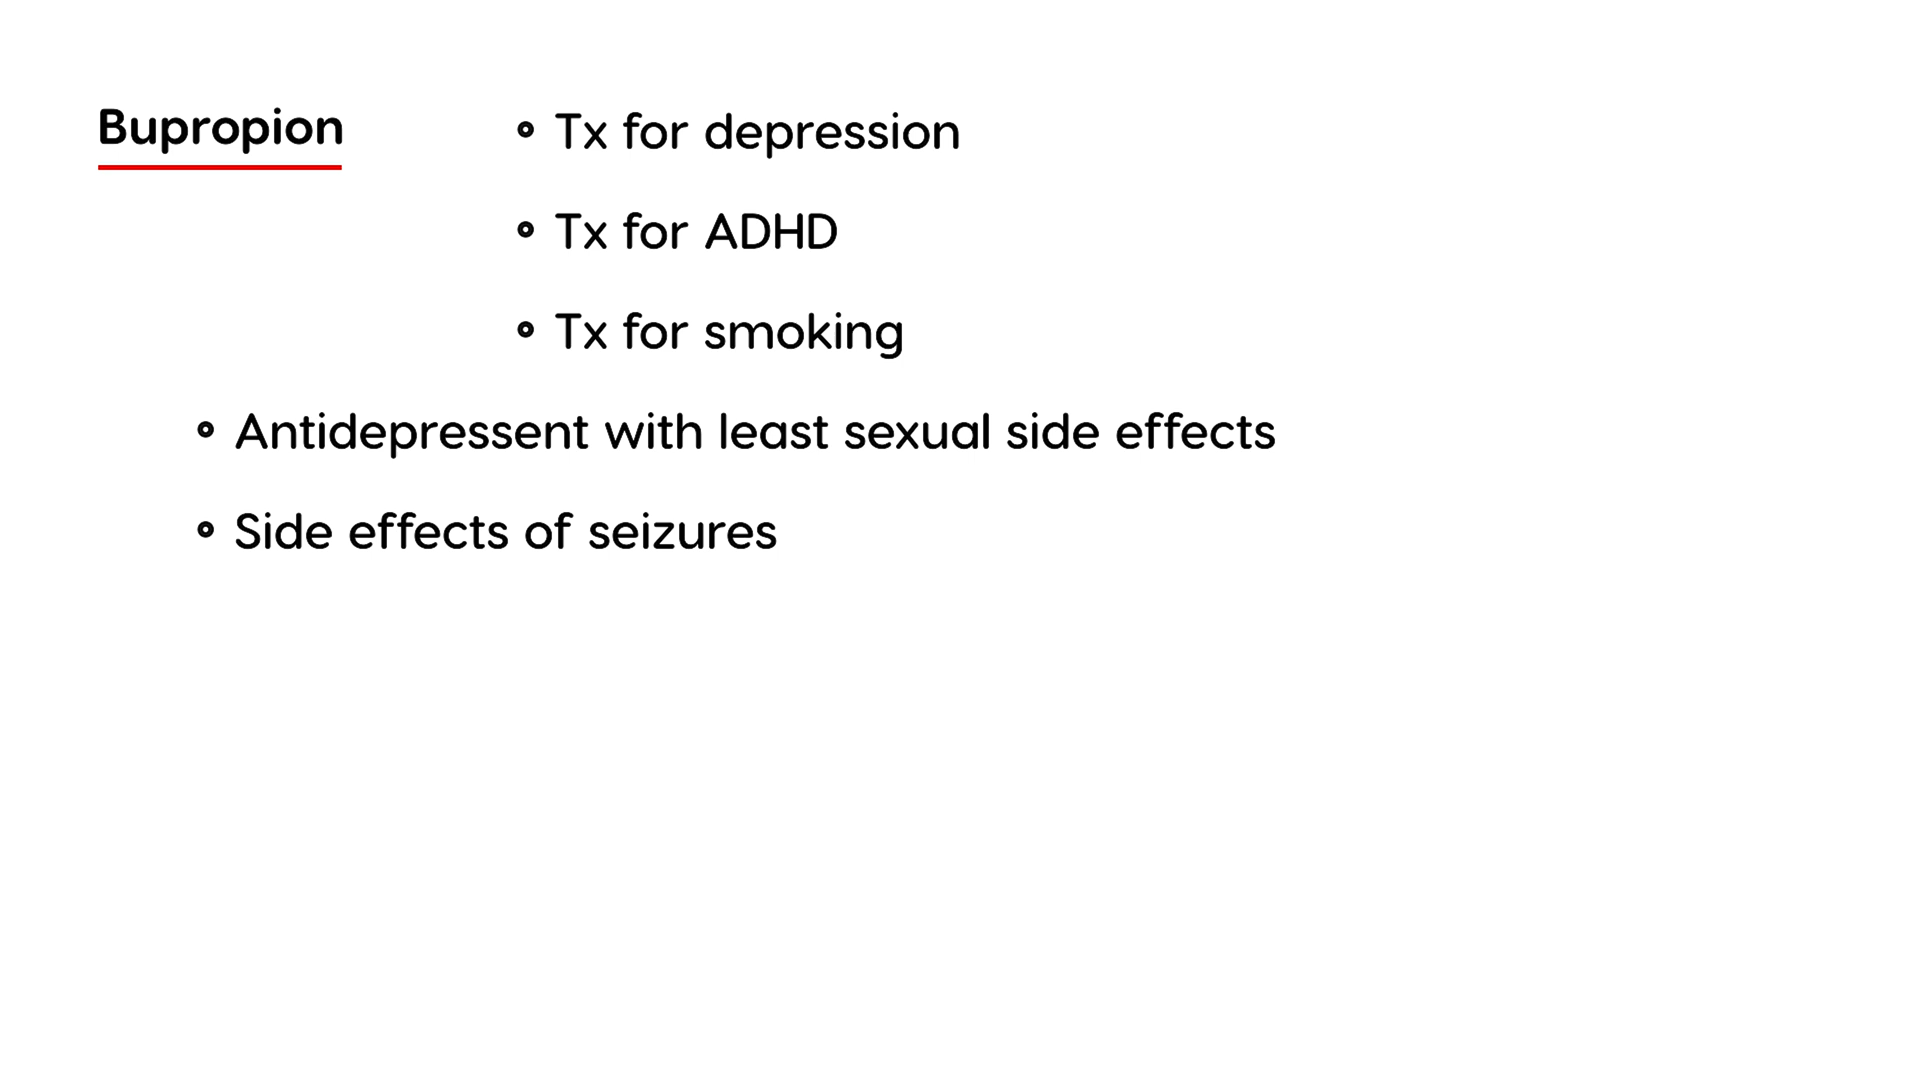 Bupropion
• Tx for depression
• Tx for ADHD
• Tx for smoking
• Antidepressent with least sexual side effects
• Side effects of seizures